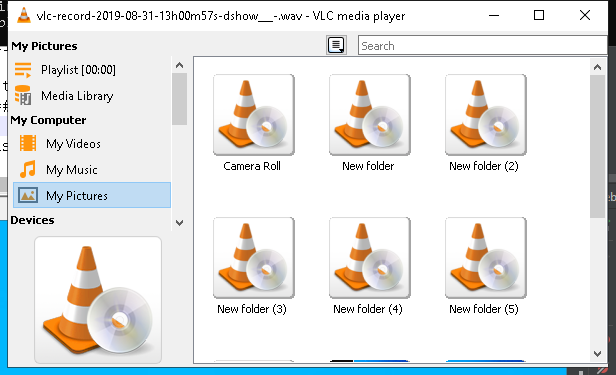 vlc-record-2019-08-31-13h00m57s-dshow___-.wav - VLC media player
My Pictures
Search
Playlist [00:00]
Media Library
My Computer
My Videos
My Music
My Pictures
Devices
Camera Roll
New folder
New folder (2)
New folder (3)
New folder (4)
New folder (5)